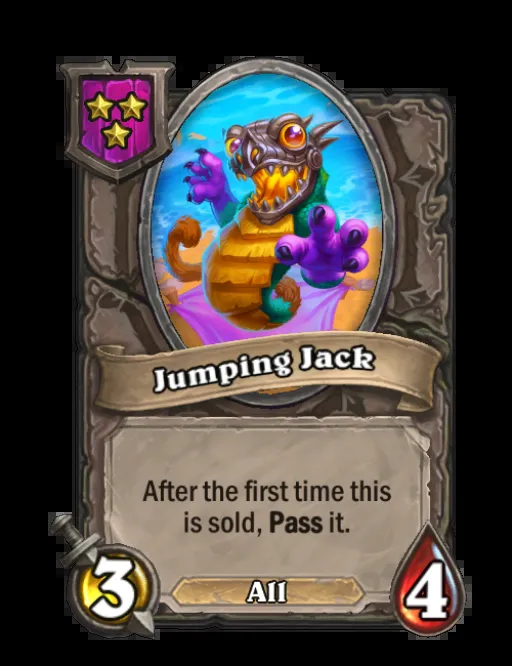 Jumping Jack
After the first time this
is sold, Pass it.
3
All
4